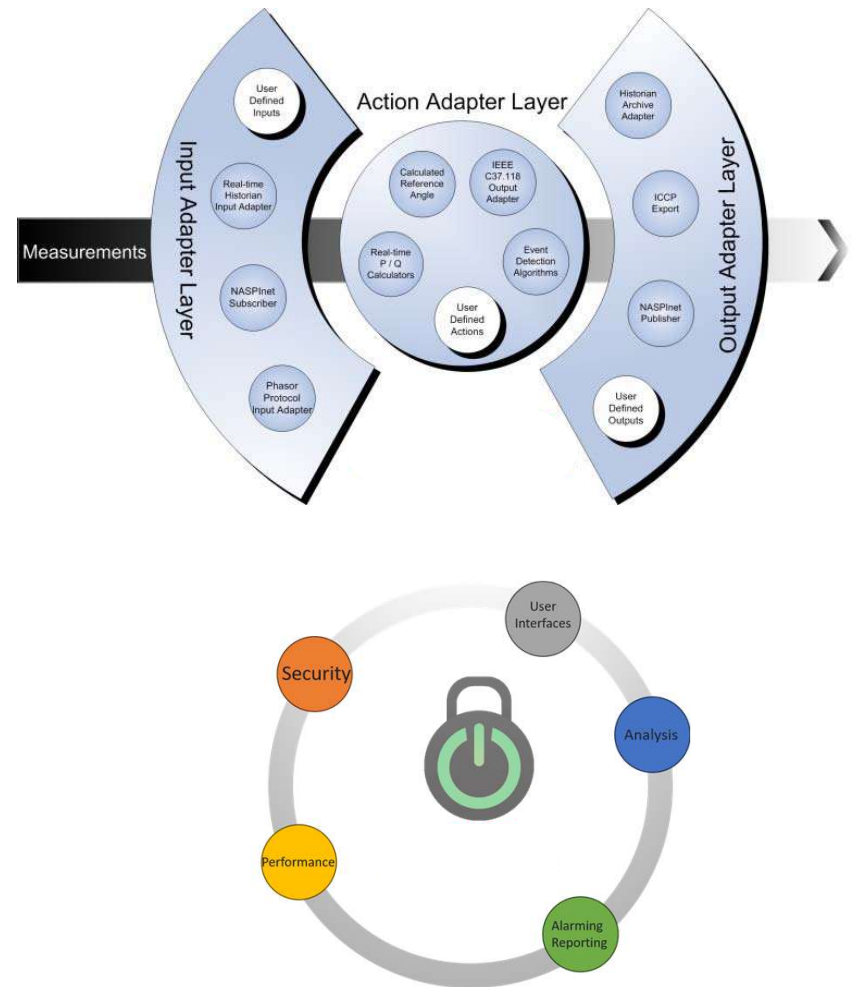 Measurements
Input Adapter Layer
User
Defined
Inputs
Real-time
Historian
Input Adapter
NASPInet
Subscriber
Phasor
Protocol
Input Adapter
Action Adapter Layer
Calculated
Reference
Angle
IEEE
C37.118
Output
Adapter
Real-time
P / Q
Calculators
Event
Detection
Algorithms
User
Defined
Actions
Output Adapter Layer
Historian
Archive
Adapter
ICCP
Export
NASPInet
Publisher
User
Defined
Outputs
User
Interfaces
Security
Analysis
Performance
Alarming
Reporting